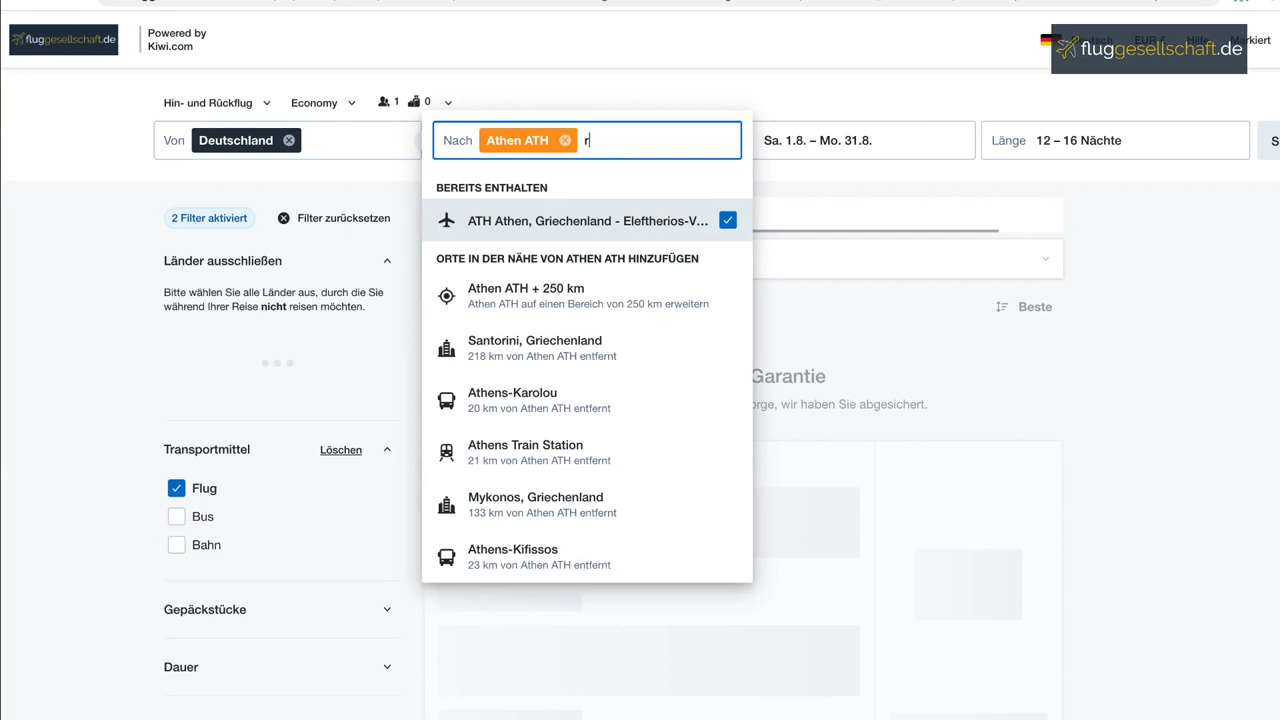 fluggesellschaft.de
Powered by
Kiwi.com
EUR €
Hilfe
Markiert
fluggesellschaft.de
Hin- und Rückflug
Economy
1
0
Von Deutschland
Nach Athen ATH r
Sa. 1.8. – Mo. 31.8.
Länge 12 – 16 Nächte
S
BEREITS ENTHALTEN
ATH Athen, Griechenland - Eleftherios-V...
2 Filter aktiviert
Filter zurücksetzen
ORTE IN DER NÄHE VON ATHEN ATH HINZUFÜGEN
Länder ausschließen
Bitte wählen Sie alle Länder aus, durch die Sie
während Ihrer Reise nicht reisen möchten.
Athen ATH + 250 km
Athen ATH auf einen Bereich von 250 km erweitern
Beste
Santorini, Griechenland
218 km von Athen ATH entfernt
Garantie
orge, wir haben Sie abgesichert.
Athens-Karolou
20 km von Athen ATH entfernt
Transportmittel
Löschen
Athens Train Station
21 km von Athen ATH entfernt
Flug
Bus
Bahn
Mykonos, Griechenland
133 km von Athen ATH entfernt
Athens-Kifissos
23 km von Athen ATH entfernt
Gepäckstücke
Dauer